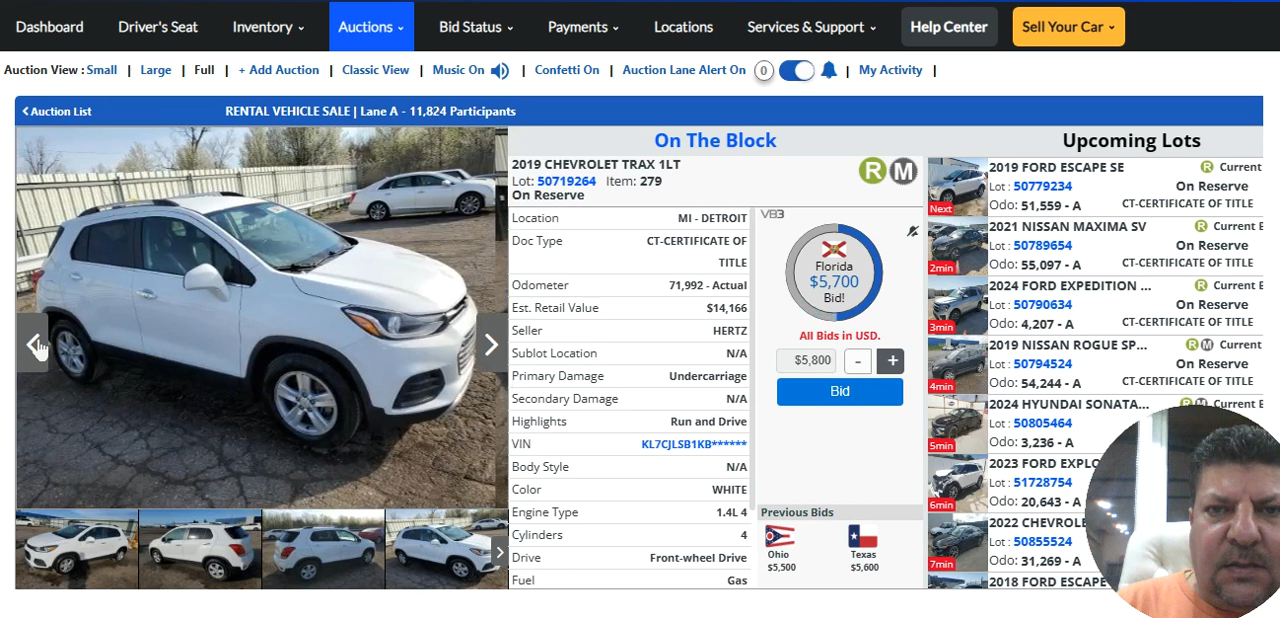 Dashboard Driver's Seat Inventory Auctions Bid Status Payments Locations Services & Support Help Center Sell Your Car
Auction View : Small | Large | Full | + Add Auction | Classic View | Music On | Confetti On | Auction Lane Alert On 0 | My Activity |
Auction List RENTAL VEHICLE SALE | Lane A - 11,824 Participants
On The Block
2019 CHEVROLET TRAX 1LT
Lot: 50719264 Item: 279
On Reserve
R M
Location MI - DETROIT
Doc Type CT-CERTIFICATE OF
TITLE
Odometer 71,992 - Actual
Est. Retail Value $14,166
Seller HERTZ
Sublot Location N/A
Primary Damage Undercarriage
Secondary Damage N/A
Highlights Run and Drive
VIN KL7CJLSB1KB******
Body Style N/A
Color WHITE
Engine Type 1.4L 4
Cylinders 4
Drive Front-wheel Drive
Fuel Gas
VB3
Florida
$5,700
Bid!
All Bids in USD.
$5,800 - +
Bid
Previous Bids
Ohio
$5,500
Texas
$5,600
Upcoming Lots
2019 FORD ESCAPE SE R Current
Lot : 50779234 On Reserve
Next Odo: 51,559 - A CT-CERTIFICATE OF TITLE
2021 NISSAN MAXIMA SV R Current E
Lot : 50789654 On Reserve
2min Odo: 55,097 - A CT-CERTIFICATE OF TITLE
2024 FORD EXPEDITION ... R Current E
Lot : 50790634 On Reserve
3min Odo: 4,207 - A CT-CERTIFICATE OF TITLE
2019 NISSAN ROGUE SP... R M Current
Lot : 50794524 On Reserve
4min Odo: 54,244 - A CT-CERTIFICATE OF TITLE
2024 HYUNDAI SONATA... Current E
Lot : 50805464
5min Odo: 3,236 - A
2023 FORD EXPLO
Lot : 51728754
6min Odo: 20,643 - A
2022 CHEVROLE
Lot : 50855524
7min Odo: 31,269 - A
2018 FORD ESCAPE